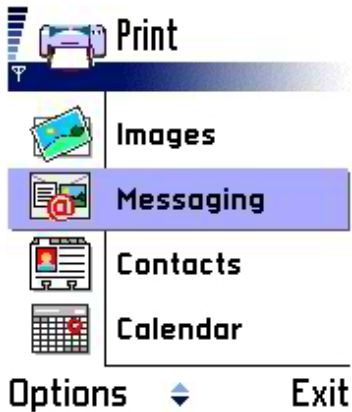 Print
Images
Messaging
Contacts
Calendar
Options Exit